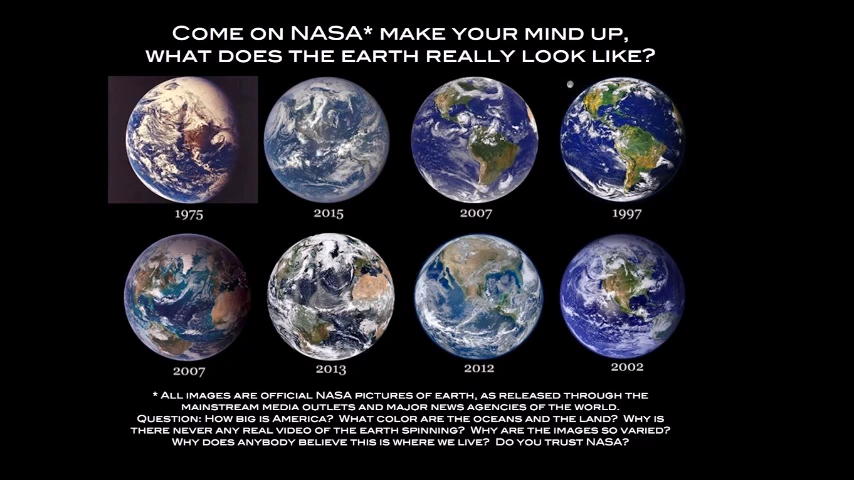 Come on NASA* make your mind up,
what does the earth really look like?
1975 2015 2007 1997
2007 2013 2012 2002
* All images are official NASA pictures of earth, as released through the
mainstream media outlets and major news agencies of the world.
Question: How big is America? What color are the oceans and the land? Why is
there never any real video of the earth spinning? Why are the images so varied?
Why does anybody believe this is where we live? Do you trust NASA?